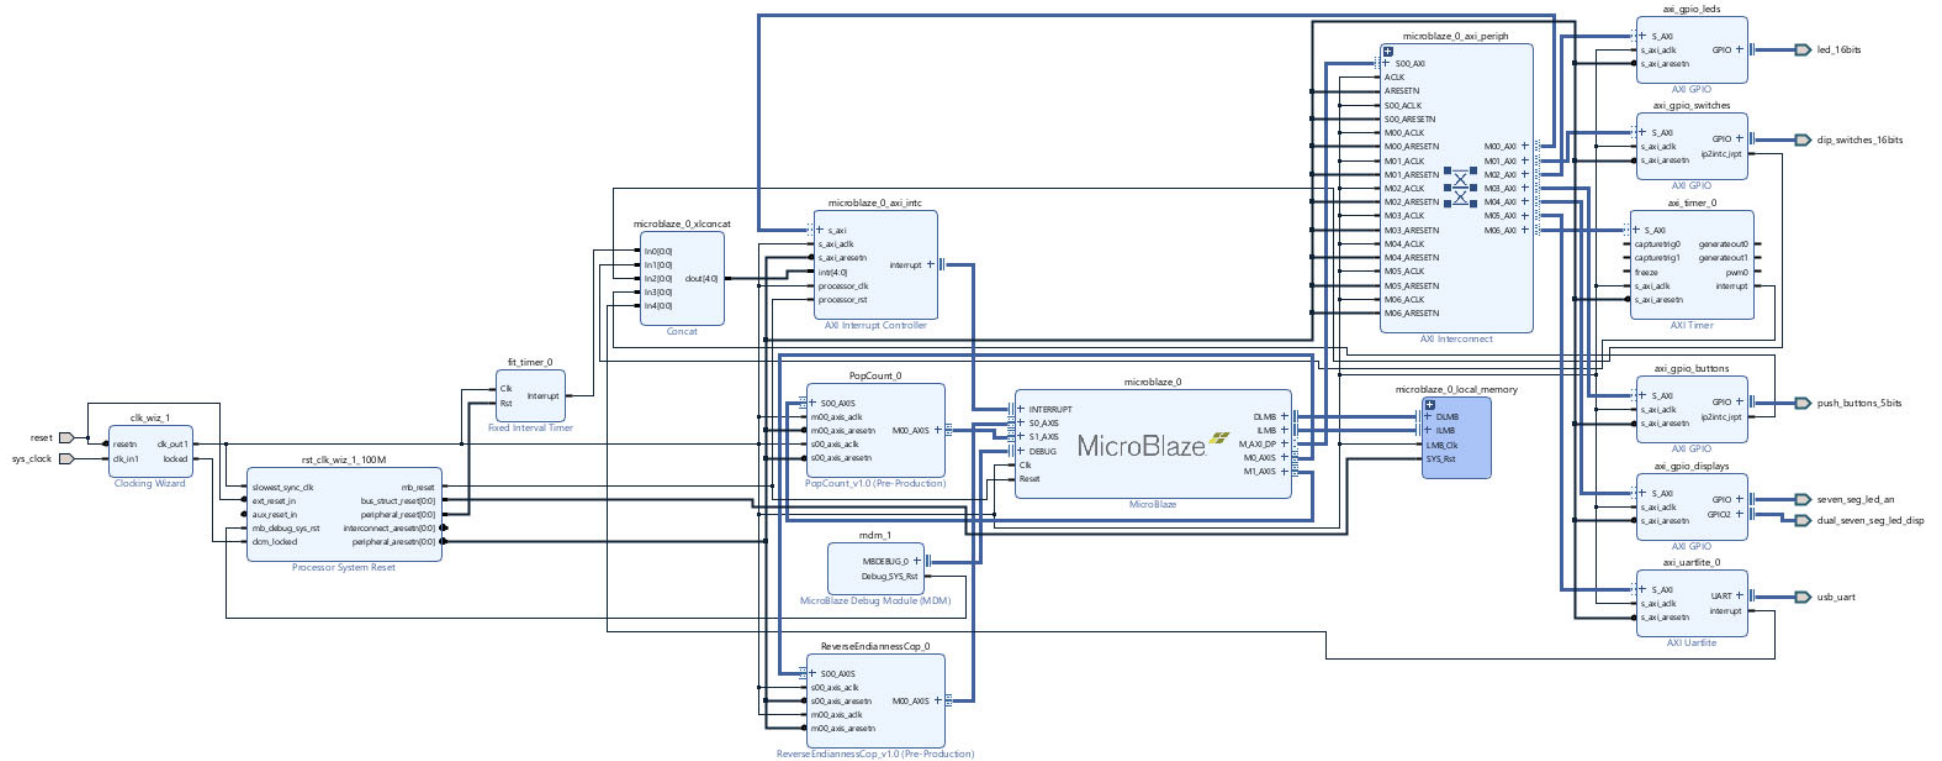 reset
sys_clock
clk_wiz_1
resetn
clk_in1
clk_out1
locked
Clocking Wizard
rst_clk_wiz_1_100M
slowest_sync_clk
ext_reset_in
aux_reset_in
mb_debug_sys_rst
dcm_locked
mb_reset
bus_struct_reset[0:0]
peripheral_reset[0:0]
interconnect_aresetn[0:0]
peripheral_aresetn[0:0]
Processor System Reset
fit_timer_0
Clk
Rst
Interrupt
Fixed Interval Timer
microblaze_0_xlconcat
In0[0:0]
In1[0:0]
In2[0:0]
In3[0:0]
In4[0:0]
dout[4:0]
Concat
microblaze_0_axi_intc
s_axi
s_axi_aclk
s_axi_aresetn
intr[4:0]
processor_clk
processor_rst
interrupt
AXI Interrupt Controller
PopCount_0
S00_AXIS
m00_axis_aclk
m00_axis_aresetn
s00_axis_aclk
s00_axis_aresetn
M00_AXIS
PopCount_v1.0 (Pre-Production)
mdm_1
MBDEBUG_0
Debug_SYS_Rst
MicroBlaze Debug Module (MDM)
ReverseEndiannessCop_0
S00_AXIS
s00_axis_aclk
s00_axis_aresetn
m00_axis_aclk
m00_axis_aresetn
M00_AXIS
ReverseEndiannessCop_v1.0 (Pre-Production)
microblaze_0
INTERRUPT
S0_AXIS
S1_AXIS
DEBUG
Clk
Reset
MicroBlaze
DLMB
ILMB
M_AXI_DP
M0_AXIS
M1_AXIS
MicroBlaze
microblaze_0_axi_periph
S00_AXI
ACLK
ARESETN
S00_ACLK
S00_ARESETN
M00_ACLK
M00_ARESETN
M01_ACLK
M01_ARESETN
M02_ACLK
M02_ARESETN
M03_ACLK
M03_ARESETN
M04_ACLK
M04_ARESETN
M05_ACLK
M05_ARESETN
M06_ACLK
M06_ARESETN
M00_AXI
M01_AXI
M02_AXI
M03_AXI
M04_AXI
M05_AXI
M06_AXI
AXI Interconnect
microblaze_0_local_memory
DLMB
ILMB
LMB_Clk
SYS_Rst
axi_gpio_leds
S_AXI
s_axi_aclk
s_axi_aresetn
GPIO
AXI GPIO
led_16bits
axi_gpio_switches
S_AXI
s_axi_aclk
s_axi_aresetn
GPIO
ip2intc_irpt
AXI GPIO
dip_switches_16bits
axi_timer_0
S_AXI
capturetrig0
capturetrig1
freeze
s_axi_aclk
s_axi_aresetn
generateout0
generateout1
pwm0
interrupt
AXI Timer
axi_gpio_buttons
S_AXI
s_axi_aclk
s_axi_aresetn
GPIO
ip2intc_irpt
AXI GPIO
push_buttons_5bits
axi_gpio_displays
S_AXI
s_axi_aclk
s_axi_aresetn
GPIO
GPIO2
AXI GPIO
seven_seg_led_an
dual_seven_seg_led_disp
axi_uartlite_0
S_AXI
s_axi_aclk
s_axi_aresetn
UART
interrupt
AXI Uartlite
usb_uart